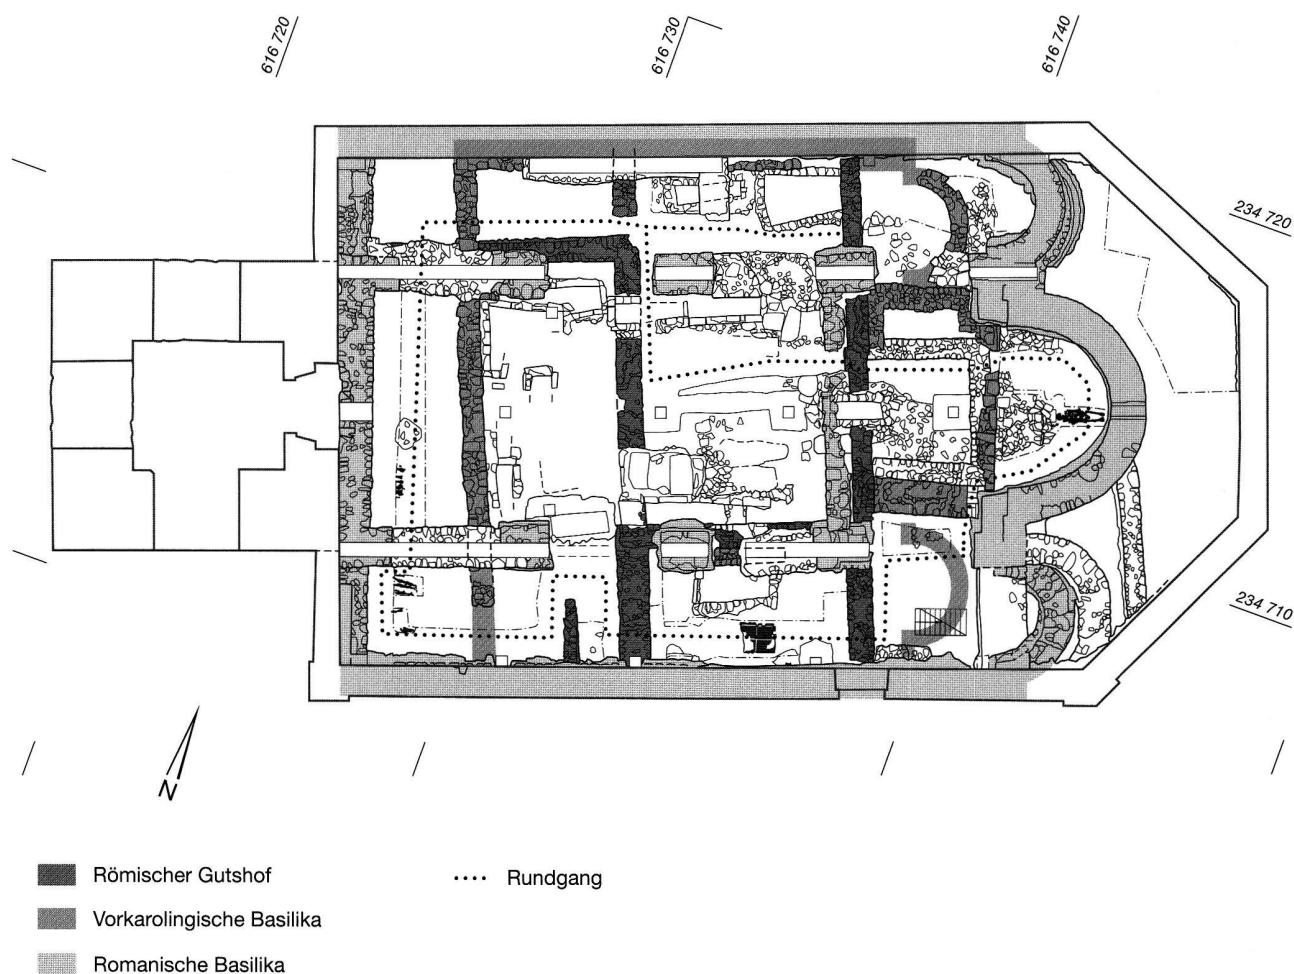 616 720
616 730
616 740
234 720
234 710
N
Römischer Gutshof
Vorkarolingische Basilika
Romanische Basilika
Rundgang